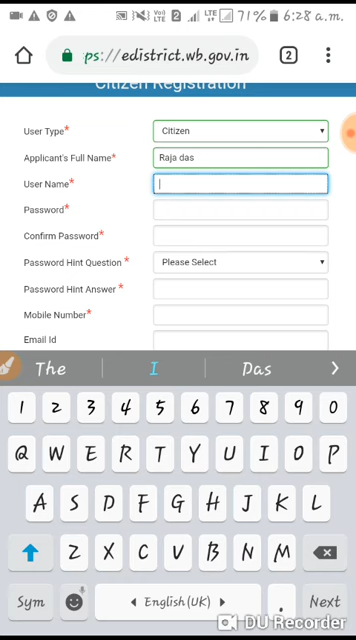 71% 6:28 a.m.
ps://edistrict.wb.gov.in 2
Citizen Registration
User Type* Citizen
Applicant's Full Name* Raja das
User Name*
Password*
Confirm Password*
Password Hint Question * Please Select
Password Hint Answer *
Mobile Number*
Email Id
The I Das
1 2 3 4 5 6 7 8 9 0
Q W E R T Y U I O P
A S D F G H J K L
Z X C V B N M
Sym English(UK) . Next
DU Recorder